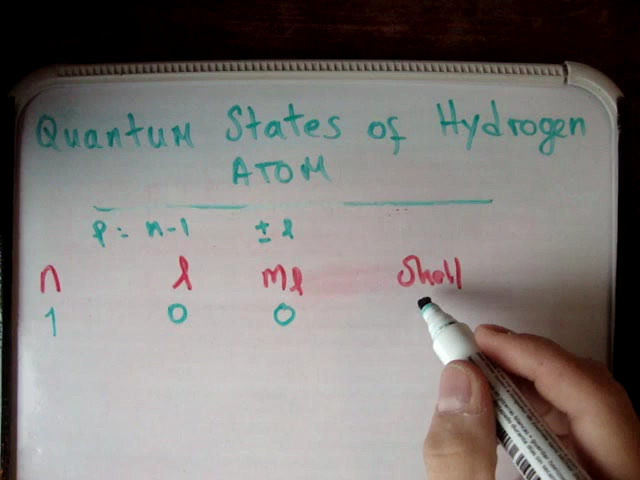 Quantum States of Hydrogen
ATOM
l = n-1 ± l
n l ml Shell
1 0 0